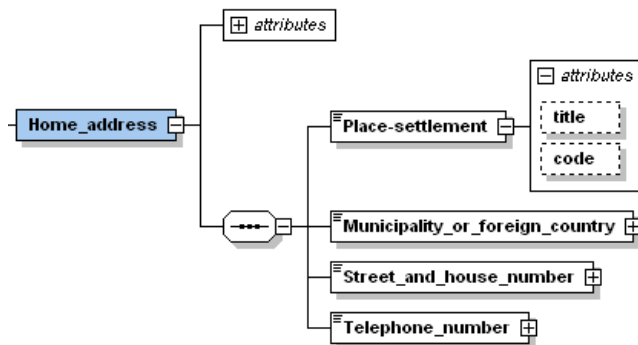 attributes
Home_address
Place-settlement
attributes
title
code
Municipality_or_foreign_country
Street_and_house_number
Telephone_number